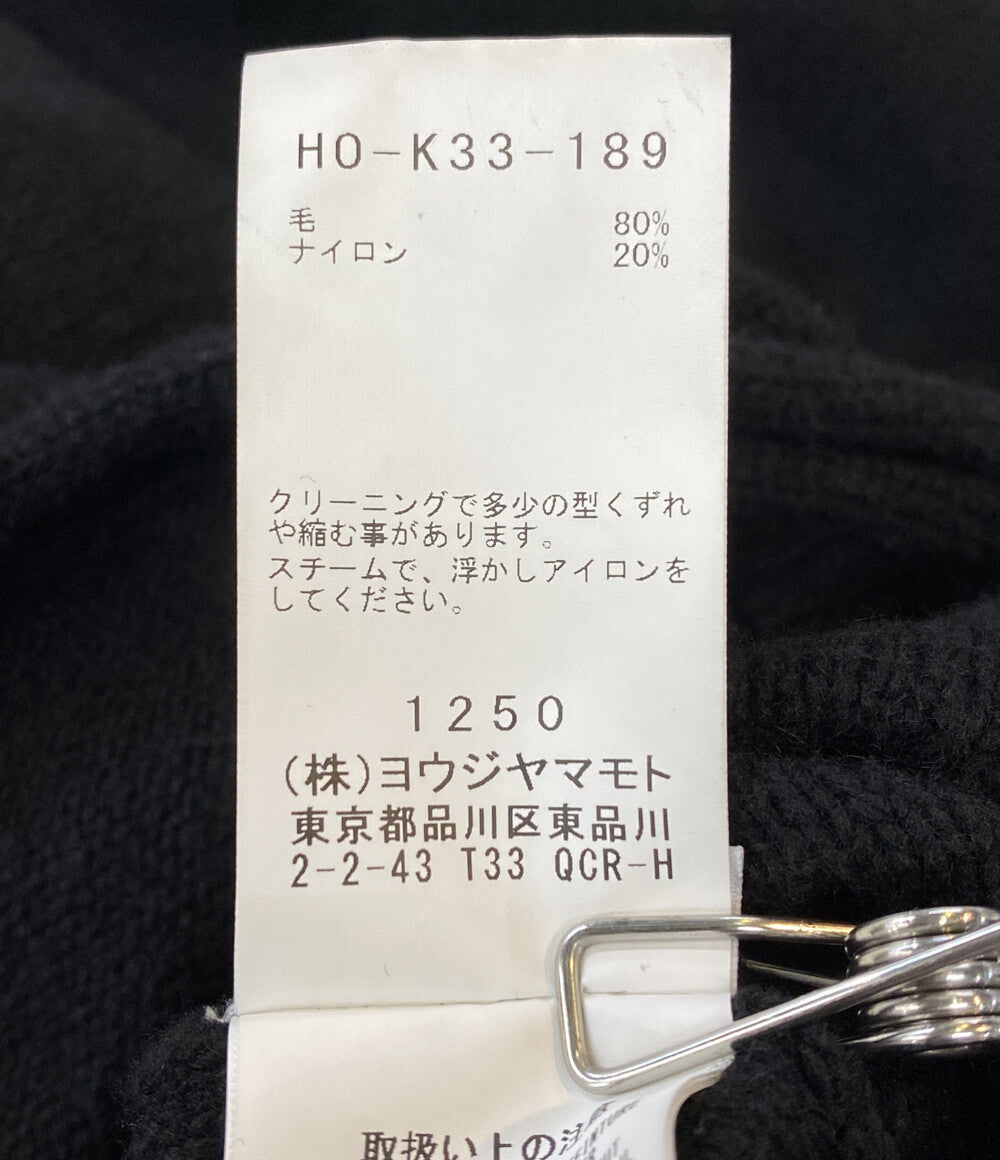 HO-K33-189
毛 80%
ナイロン 20%
クリーニングで多少の型くずれ
や縮む事があります。
スチームで、浮かしアイロンを
してください。
1250
(株)ヨウジヤマモト
東京都品川区東品川
2-2-43 T33 QCR-H
取扱い上の注意